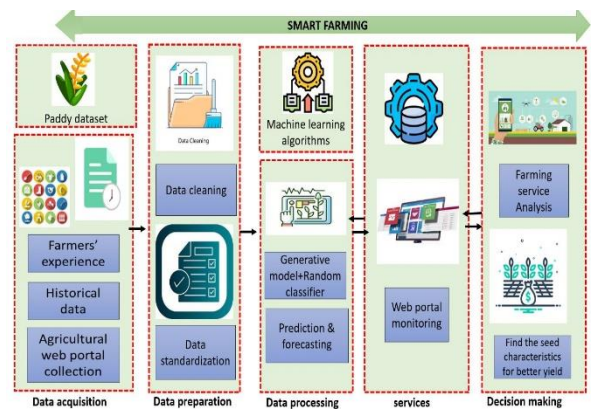 SMART FARMING
Paddy dataset
Farmers'
experience
Historical
data
Agricultural
web portal
collection
Data acquisition
Data Cleaning
Data cleaning
Data
standardization
Data preparation
Machine learning
algorithms
Generative
model+Random
classifier
Prediction &
forecasting
Data processing
Web portal
monitoring
services
Farming
service
Analysis
Find the seed
characteristics
for better yield
Decision making